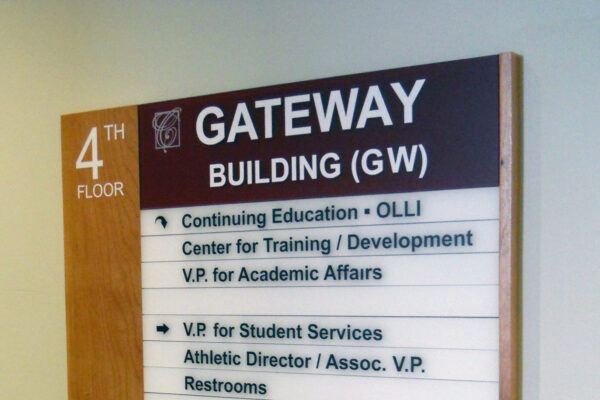 4TH
FLOOR
GATEWAY
BUILDING (GW)
Continuing Education ▪ OLLI
Center for Training / Development
V.P. for Academic Affairs
V.P. for Student Services
Athletic Director / Assoc. V.P.
Restrooms